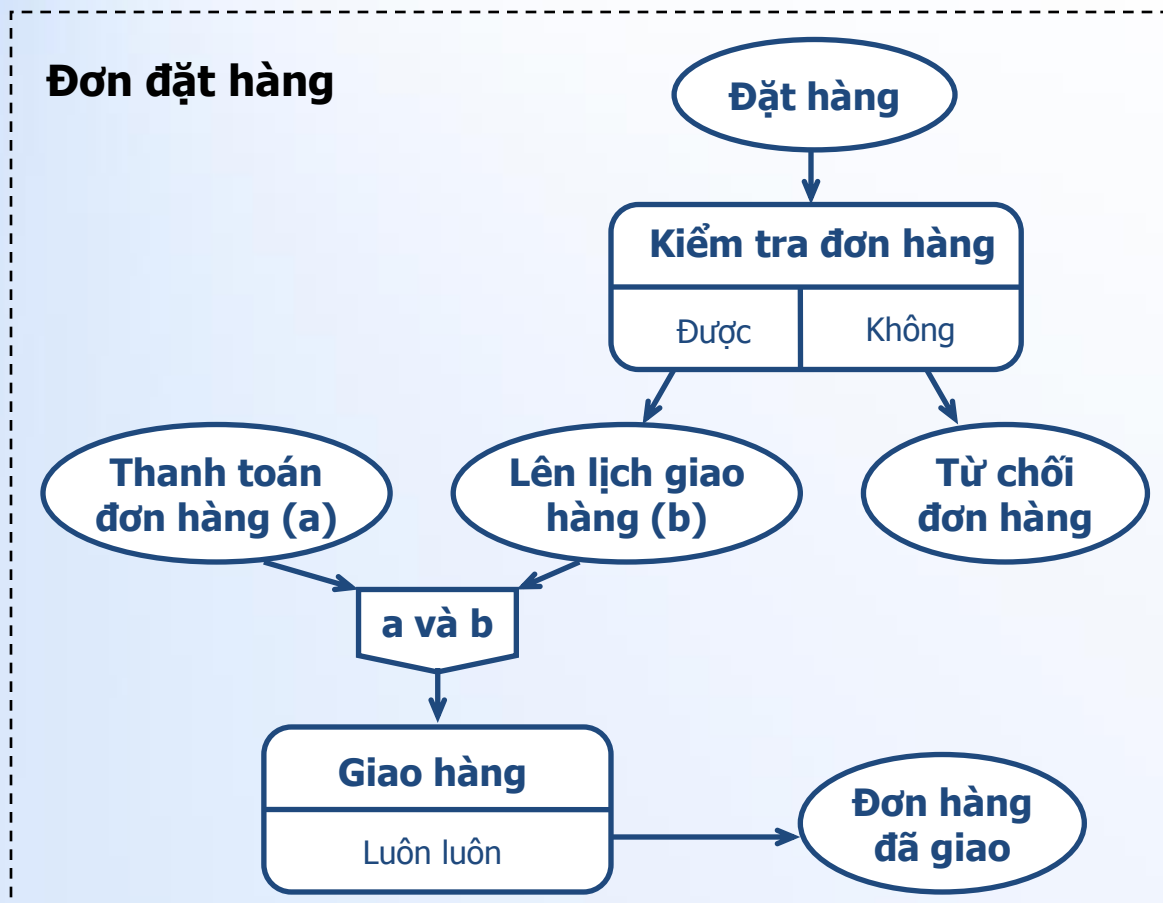 Đơn đặt hàng
Đặt hàng
Kiểm tra đơn hàng
Được
Không
Thanh toán
đơn hàng (a)
Lên lịch giao
hàng (b)
Từ chối
đơn hàng
a và b
Giao hàng
Luôn luôn
Đơn hàng
đã giao